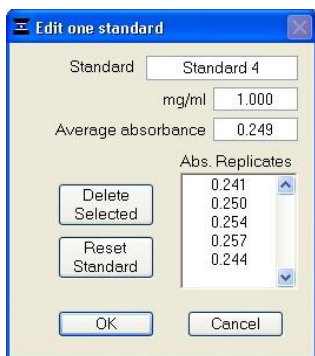 Edit one standard
Standard Standard 4
mg/ml 1.000
Average absorbance 0.249
Abs. Replicates
0.241
0.250
0.254
0.257
0.244
Delete
Selected
Reset
Standard
OK Cancel